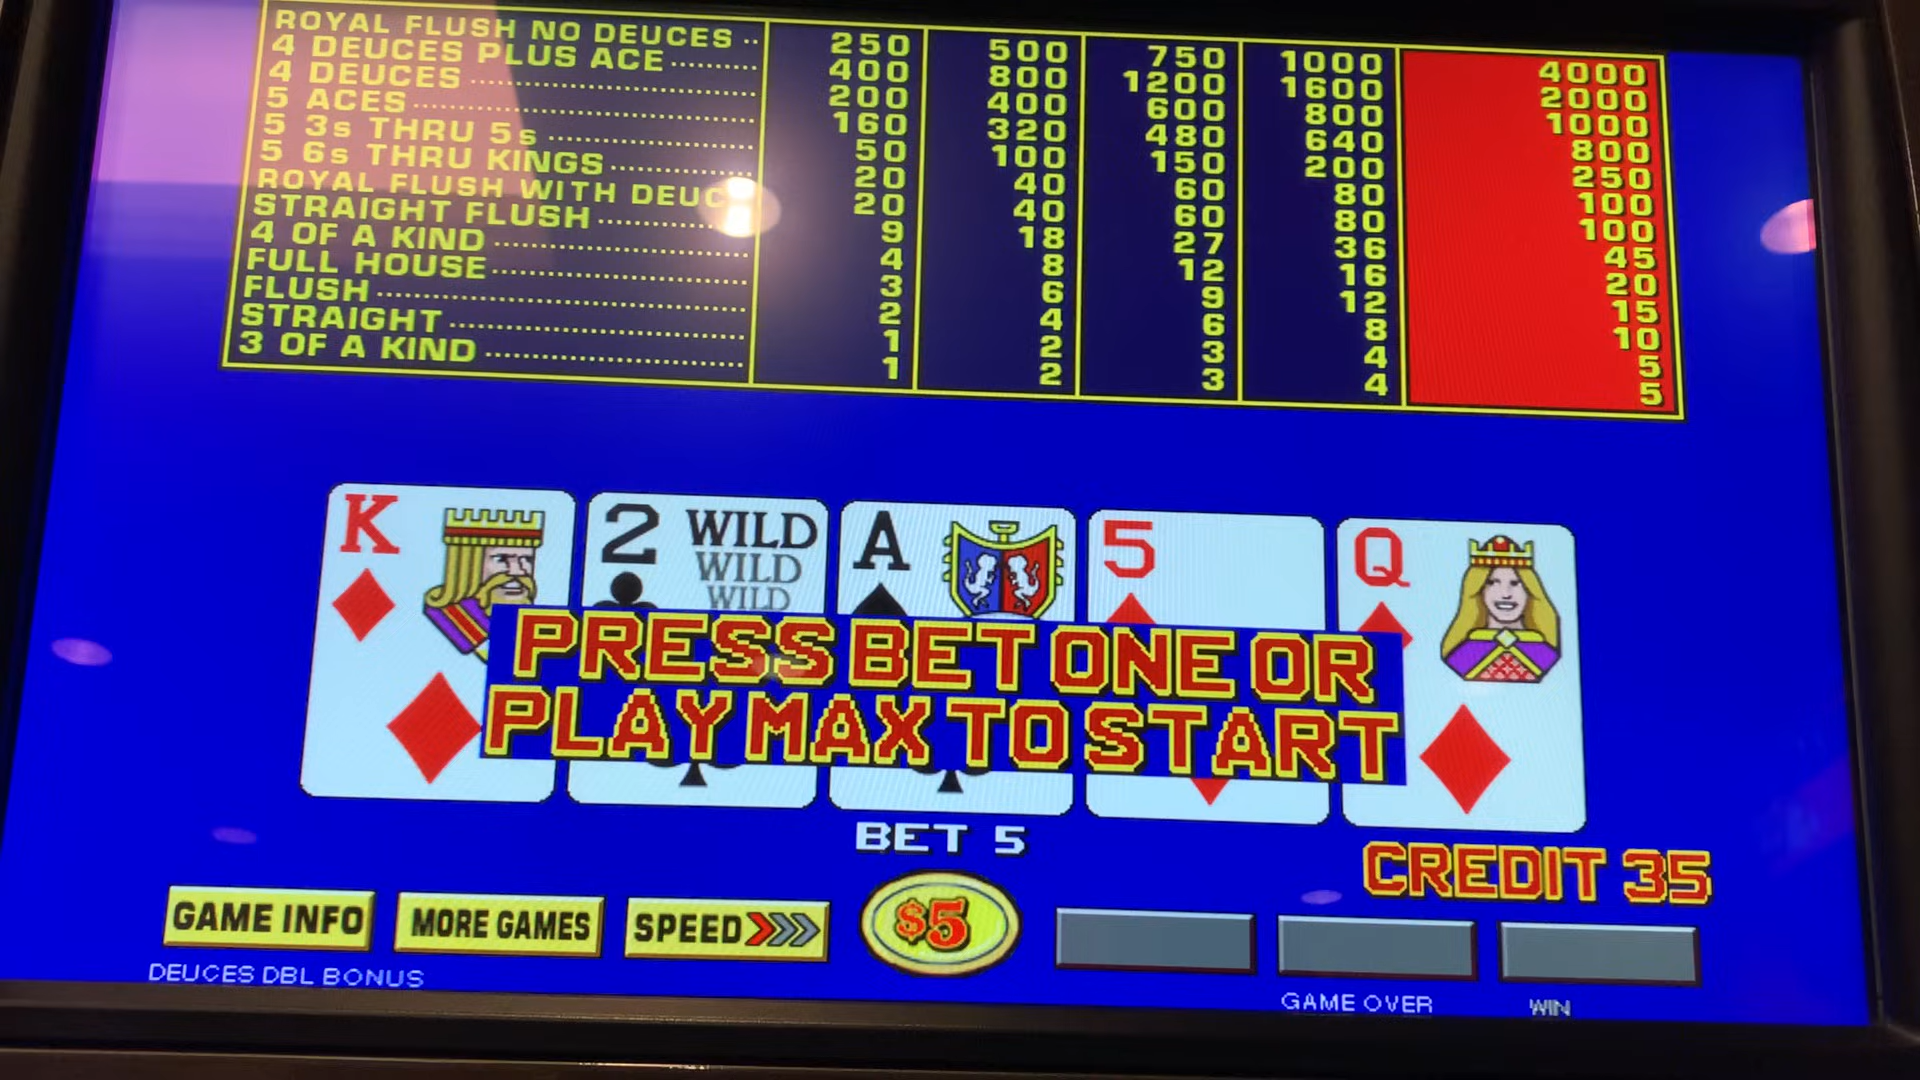 ROYAL FLUSH NO DEUCES .. 250 500 750 1000 4000
4 DEUCES PLUS ACE 400 800 1200 1600 2000
4 DEUCES 200 400 600 800 1000
5 ACES 160 320 480 640 800
5 3s THRU 5s 50 100 150 200 250
5 6s THRU KINGS 20 40 60 80 100
ROYAL FLUSH WITH DEUC 20 40 60 80 100
STRAIGHT FLUSH 9 18 27 36 45
4 OF A KIND 4 8 12 16 20
FULL HOUSE 3 6 9 12 15
FLUSH 2 4 6 8 10
STRAIGHT 1 2 3 4 5
3 OF A KIND 1 2 3 4 5
K 2 WILD A 5 Q
WILD
WILD
PRESS BET ONE OR
PLAY MAX TO START
BET 5
CREDIT 35
GAME INFO MORE GAMES SPEED $5
DEUCES DBL BONUS GAME OVER WIN